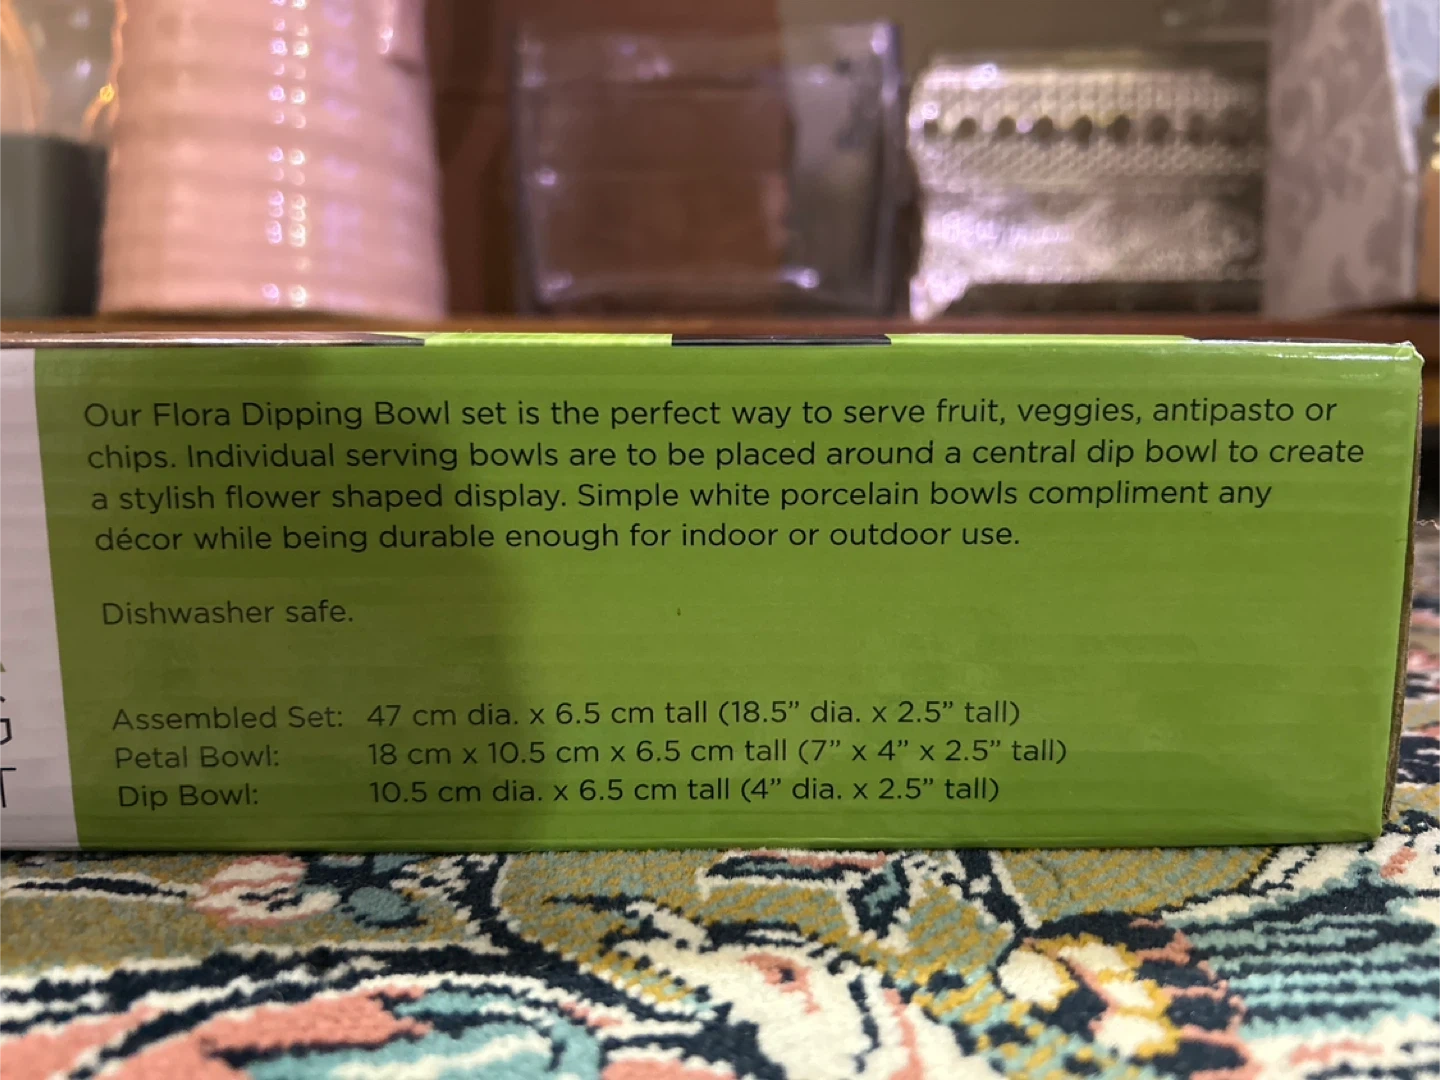 Our Flora Dipping Bowl set is the perfect way to serve fruit, veggies, antipasto or
chips. Individual serving bowls are to be placed around a central dip bowl to create
a stylish flower shaped display. Simple white porcelain bowls compliment any
décor while being durable enough for indoor or outdoor use.
Dishwasher safe.
Assembled Set: 47 cm dia. x 6.5 cm tall (18.5” dia. x 2.5” tall)
Petal Bowl: 18 cm x 10.5 cm x 6.5 cm tall (7” x 4” x 2.5” tall)
Dip Bowl: 10.5 cm dia. x 6.5 cm tall (4” dia. x 2.5” tall)